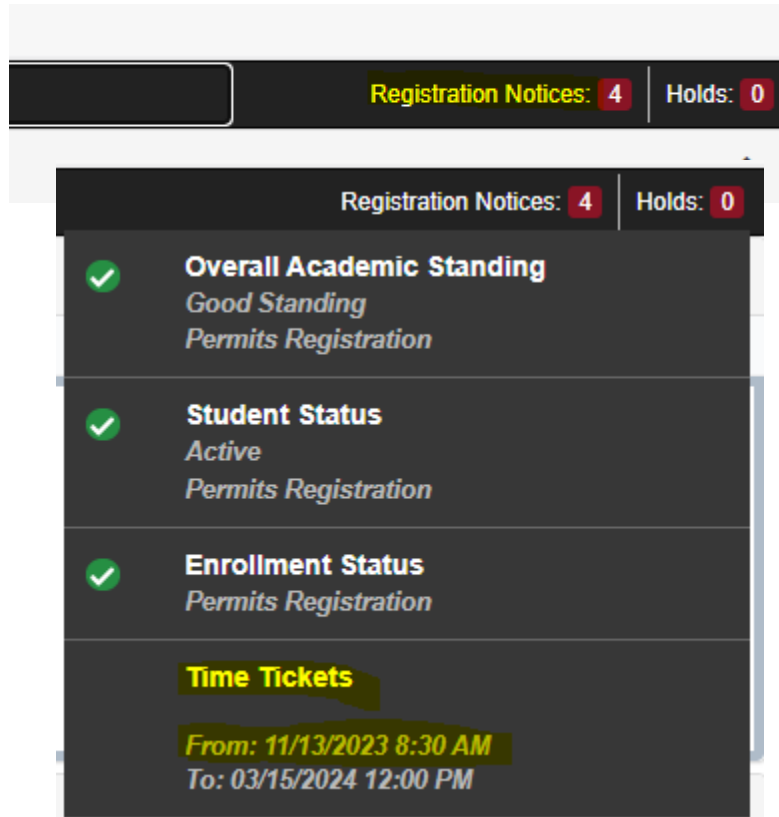 Registration Notices: 4 Holds: 0
Registration Notices: 4 Holds: 0
Overall Academic Standing
Good Standing
Permits Registration
Student Status
Active
Permits Registration
Enrollment Status
Permits Registration
Time Tickets
From: 11/13/2023 8:30 AM
To: 03/15/2024 12:00 PM